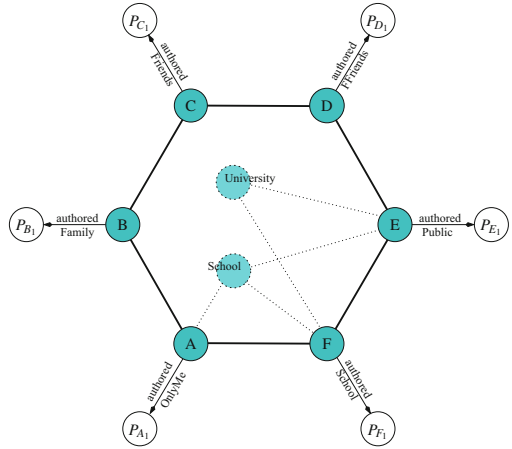 P_{C_1}
P_{D_1}
authored
Friends
authored
FFriends
C
D
University
P_{B_1}
authored
Family
B
E
authored
Public
P_{E_1}
School
A
F
authored
OnlyMe
authored
School
P_{A_1}
P_{F_1}